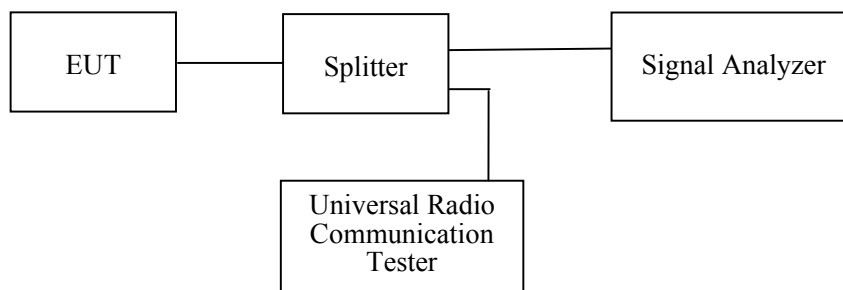 EUT
Splitter
Signal Analyzer
Universal Radio
Communication
Tester